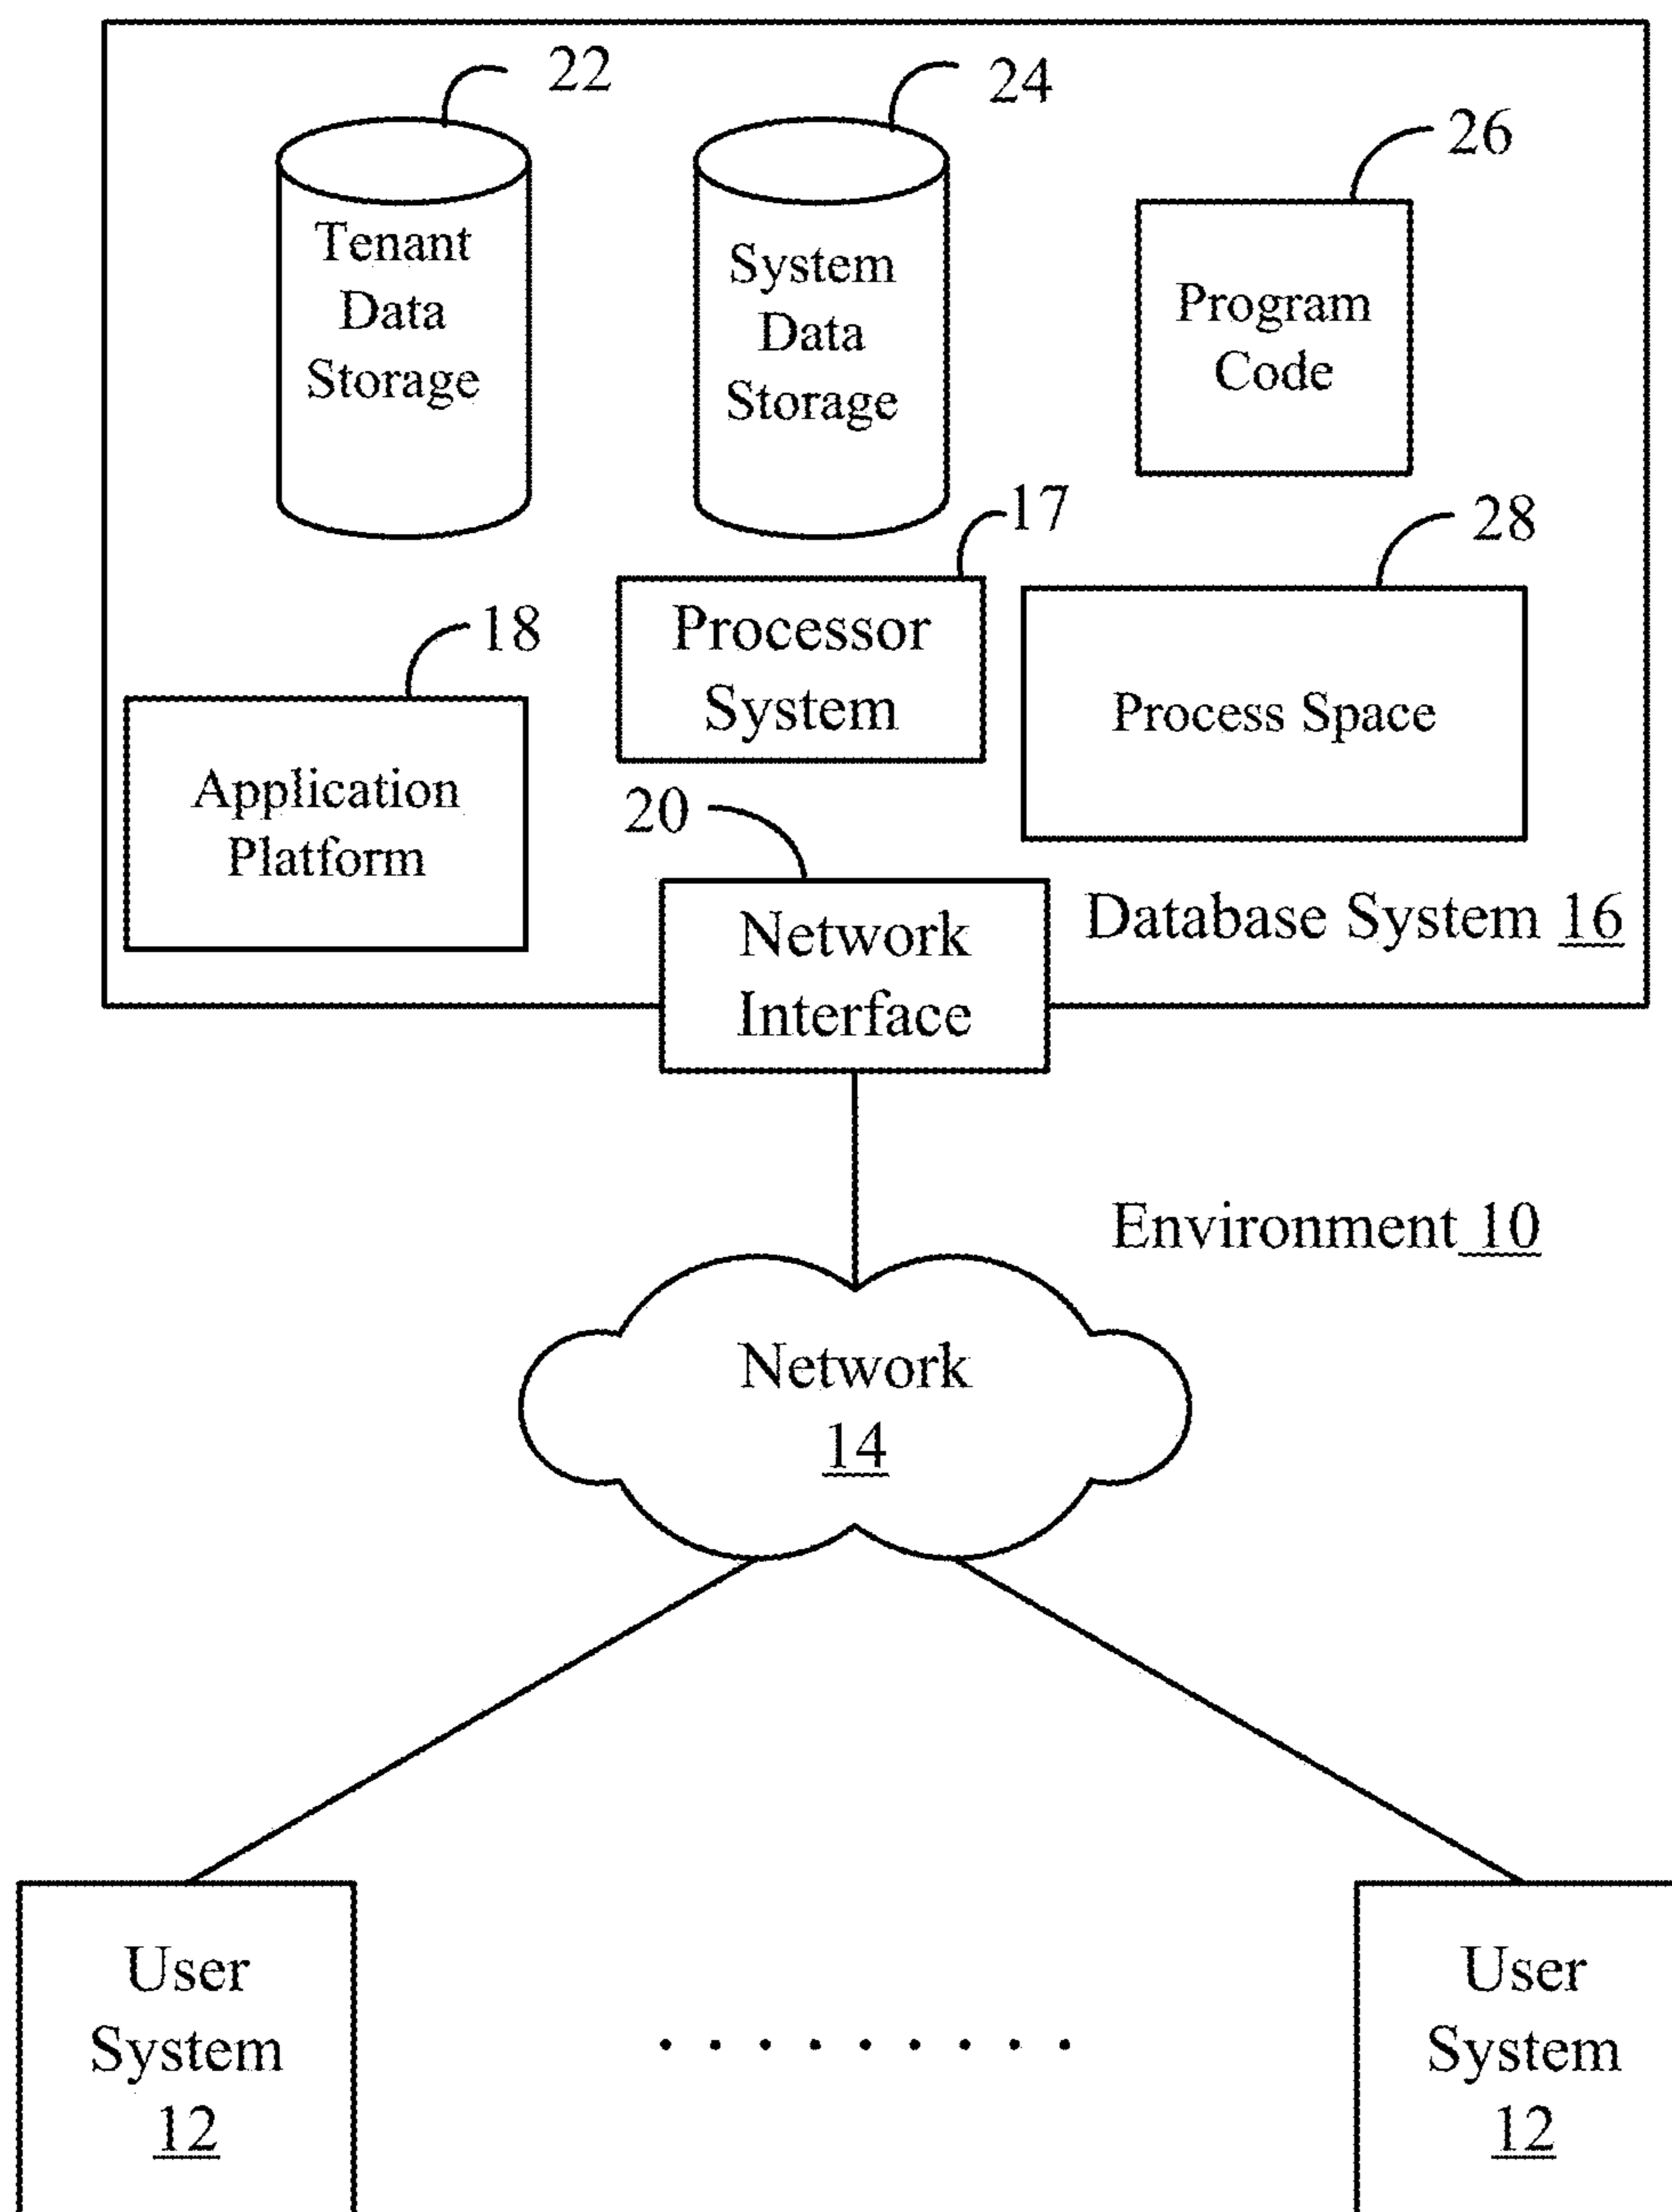 22
24
26
Tenant
Data
Storage
System
Data
Storage
Program
Code
17
28
18
Processor
System
Process Space
Application
Platform
20
Network
Interface
Database System 16
Environment 10
Network
14
User
System
12
User
System
12